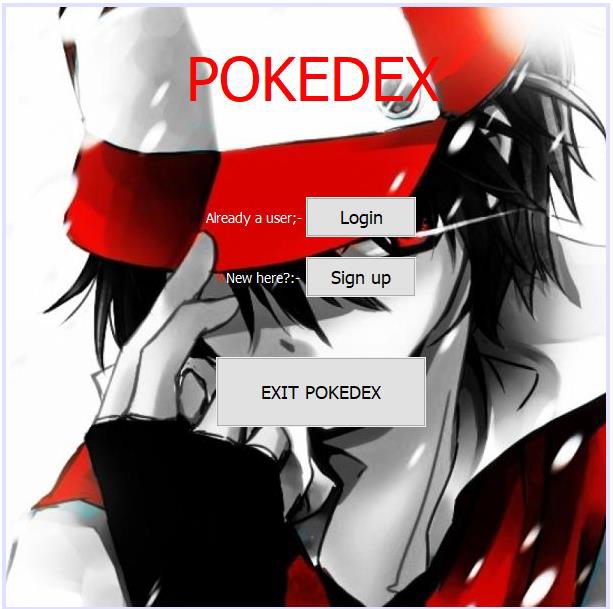 POKEDEX
Already a user;- Login
New here?:- Sign up
EXIT POKEDEX